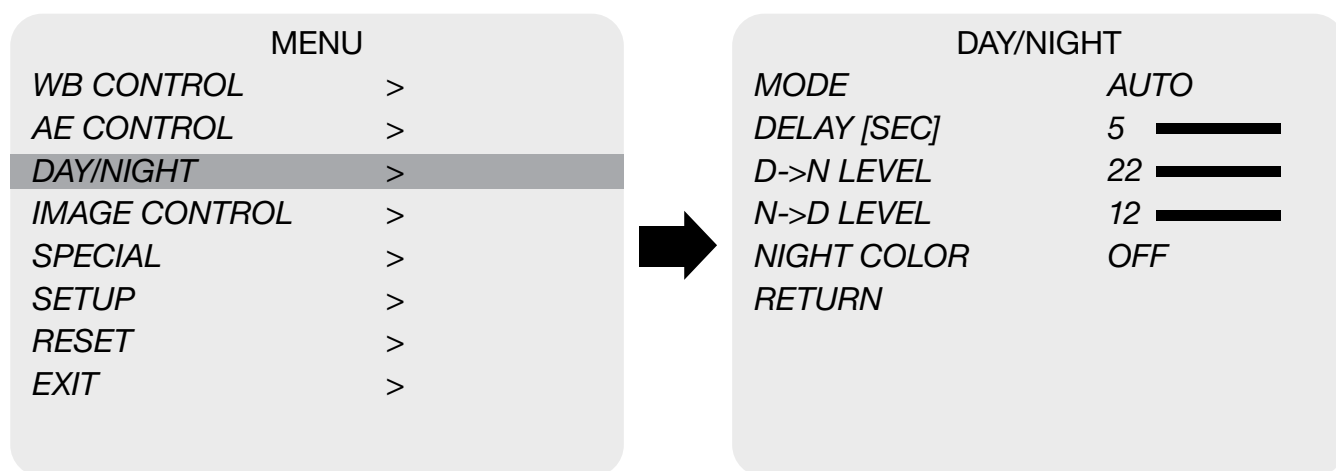 MENU
WB CONTROL >
AE CONTROL >
DAY/NIGHT >
IMAGE CONTROL >
SPECIAL >
SETUP >
RESET >
EXIT >
DAY/NIGHT
MODE AUTO
DELAY [SEC] 5
D->N LEVEL 22
N->D LEVEL 12
NIGHT COLOR OFF
RETURN